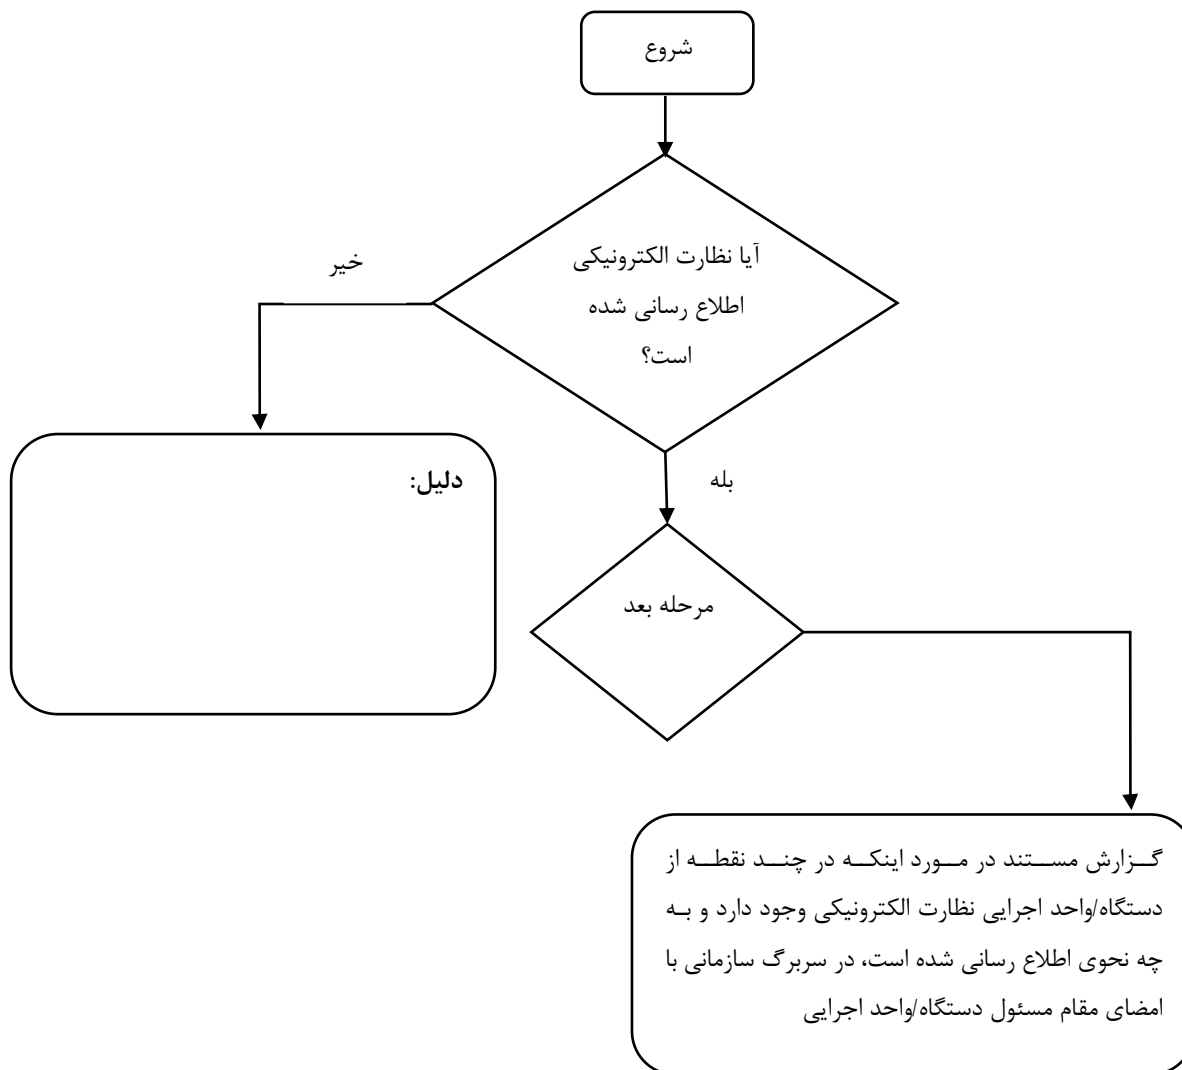 شروع
آیا نظارت الکترونیکی
اطلاع رسانی شده
است؟
خیر
دلیل:
بله
مرحله بعد
گزارش مستند در مورد اینکه در چند نقطه از
دستگاه/واحد اجرایی نظارت الکترونیکی وجود دارد و به
چه نحوی اطلاع رسانی شده است، در سربرگ سازمانی با
امضای مقام مسئول دستگاه/واحد اجرایی